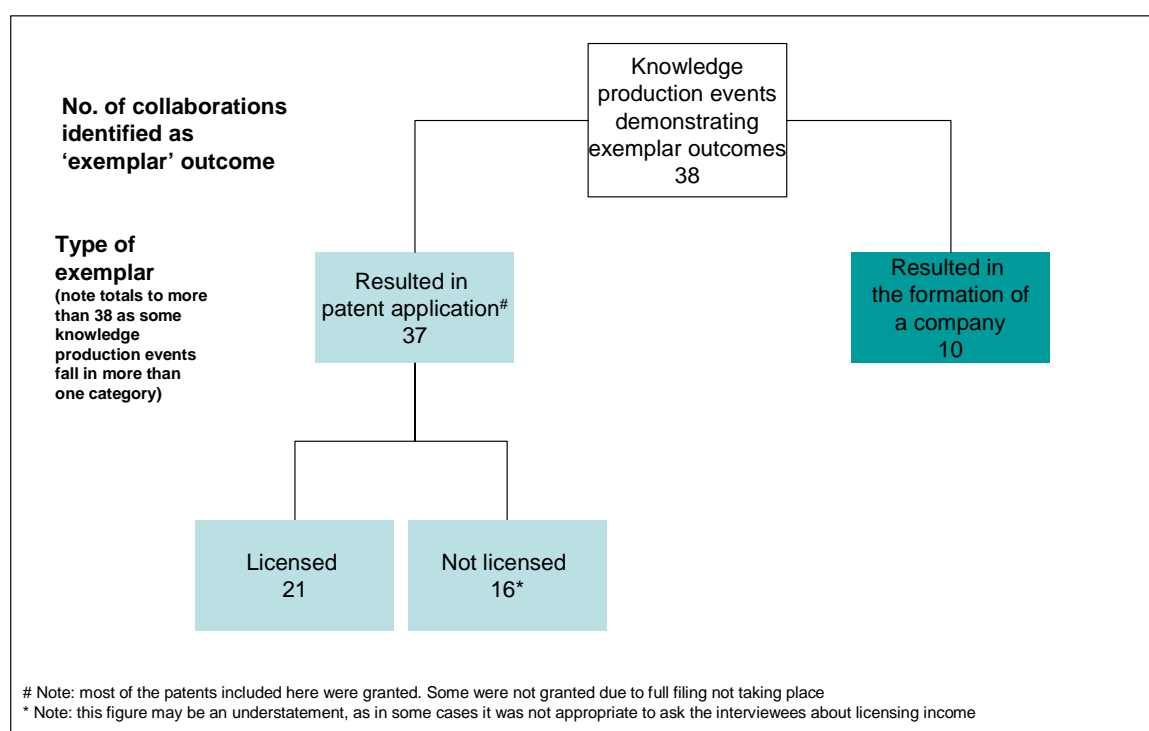 Knowledge
production events
demonstrating
exemplar outcomes
38
No. of collaborations
identified as
‘exemplar’ outcome
Type of
exemplar
(note totals to more
than 38 as some
knowledge
production events
fall in more than
one category)
Resulted in
patent application#
37
Resulted in
the formation of
a company
10
Licensed
21
Not licensed
16*
# Note: most of the patents included here were granted. Some were not granted due to full filing not taking place
* Note: this figure may be an understatement, as in some cases it was not appropriate to ask the interviewees about licensing income